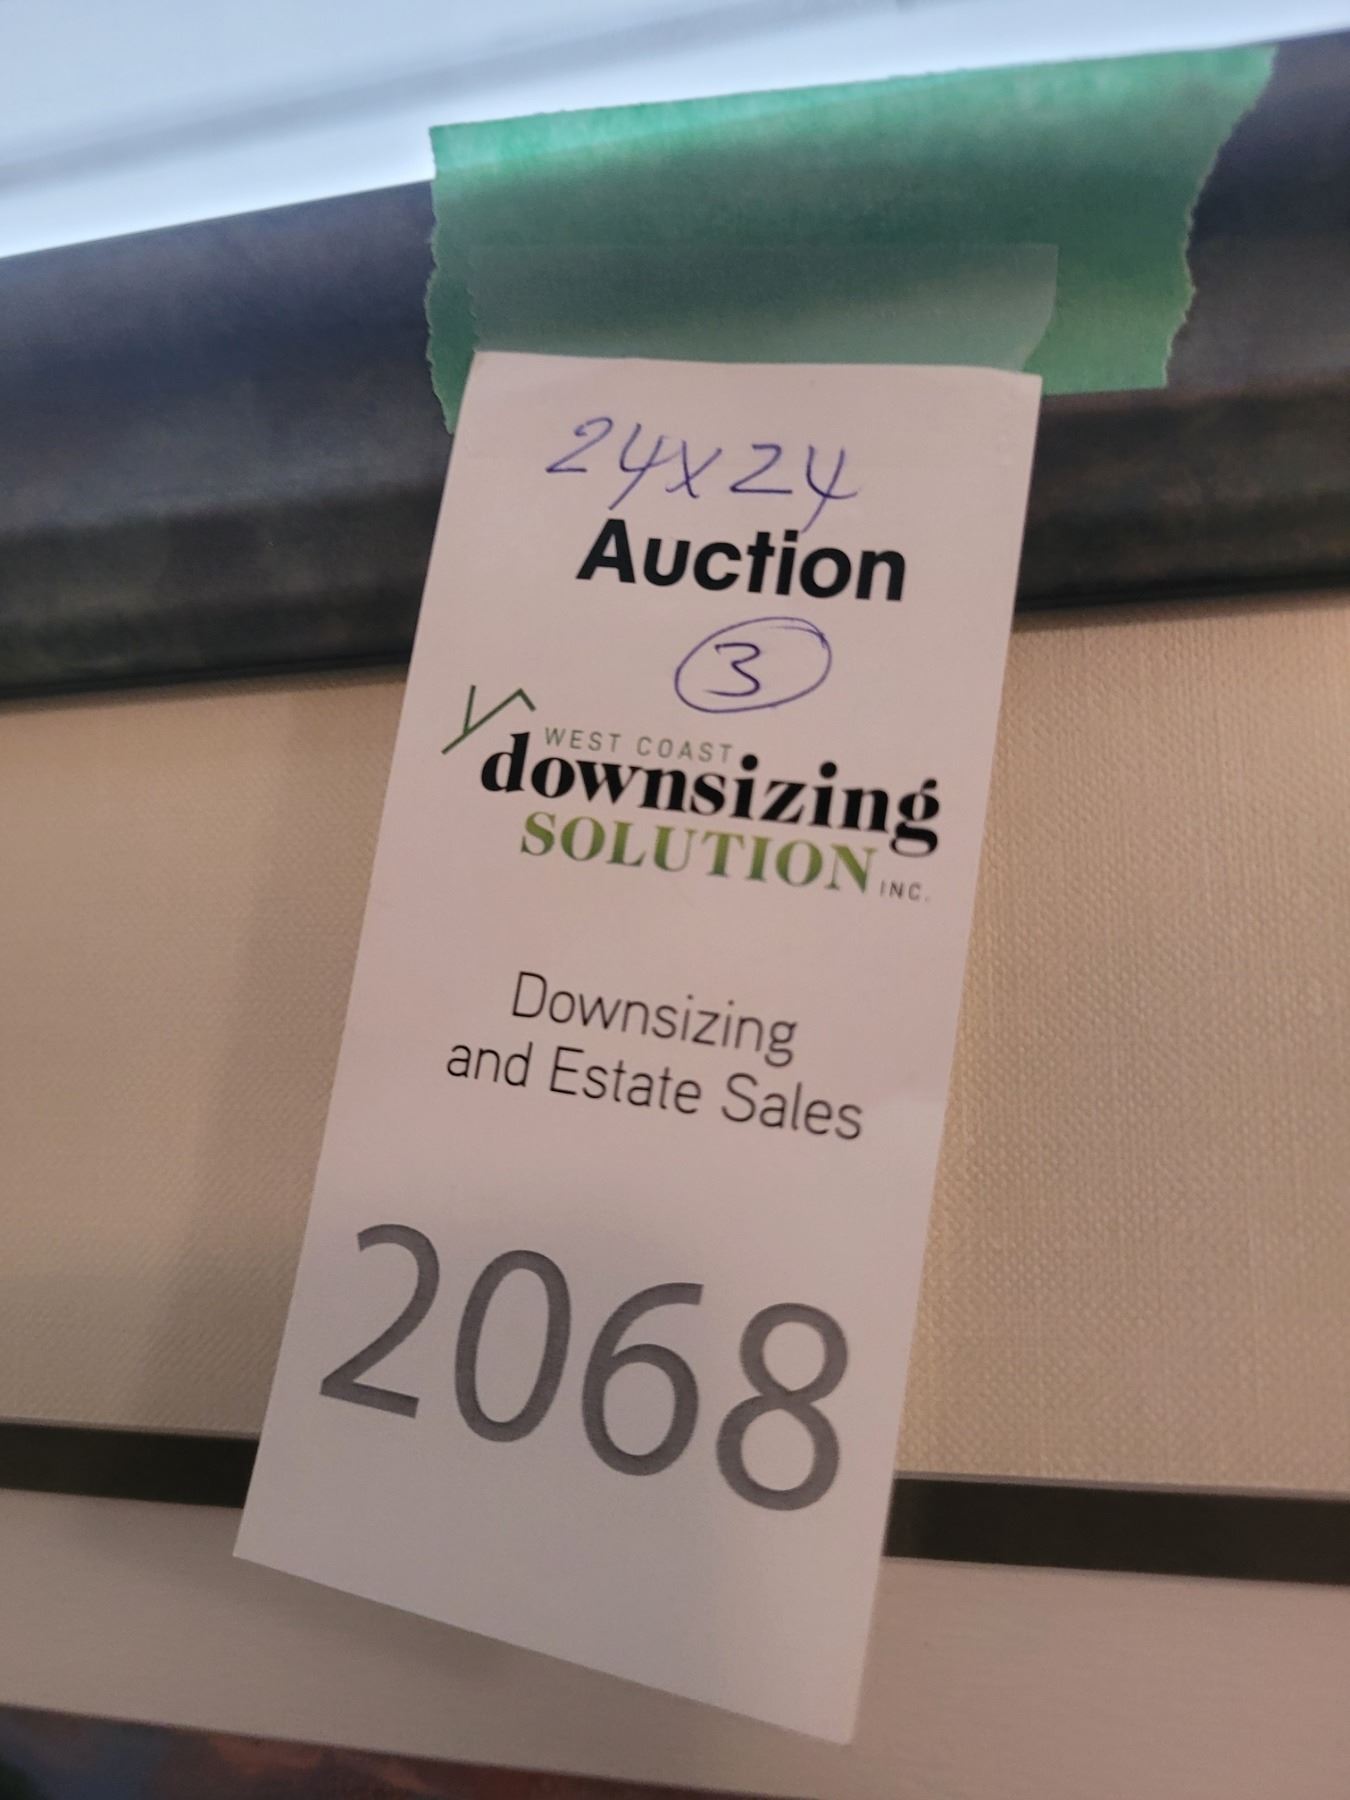 24x24
Auction
3
WEST COAST
downsizing
SOLUTION INC.
Downsizing
and Estate Sales
2068